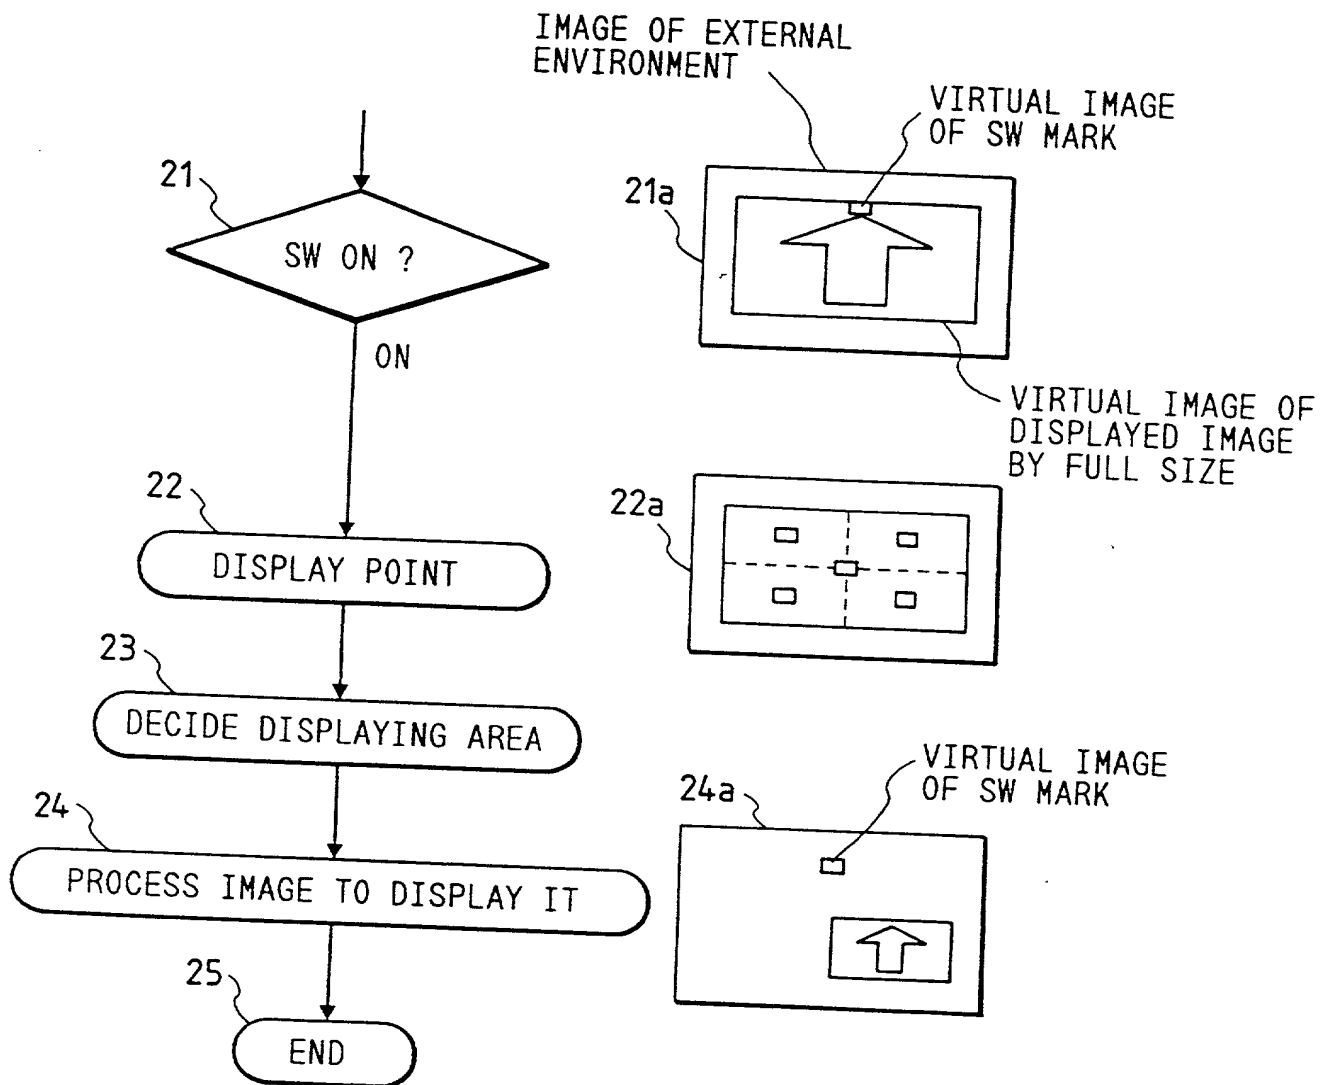 IMAGE OF EXTERNAL
ENVIRONMENT
VIRTUAL IMAGE
OF SW MARK
21
SW ON ?
21a
ON
VIRTUAL IMAGE OF
DISPLAYED IMAGE
BY FULL SIZE
22
DISPLAY POINT
22a
23
DECIDE DISPLAYING AREA
VIRTUAL IMAGE
OF SW MARK
24
24a
PROCESS IMAGE TO DISPLAY IT
25
END